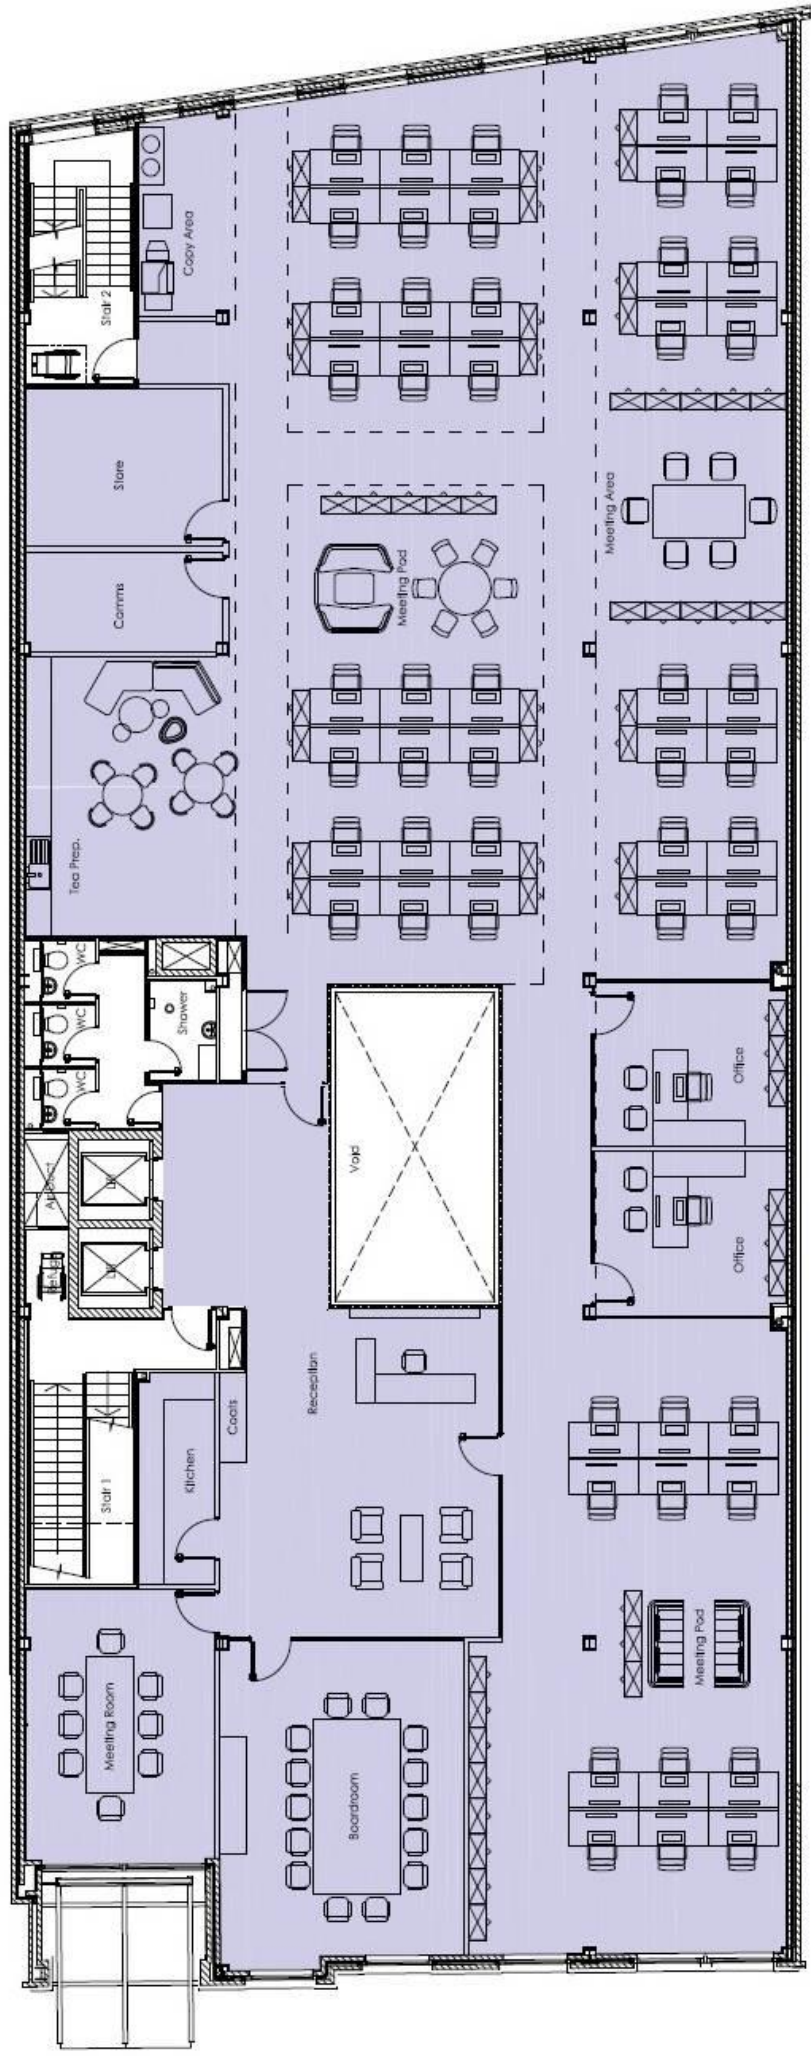 Copy Area
Stair 2
Store
Meeting Area
Comms
Meeting Pod
Tea Prep.
WC
WC
WC
Shower
Void
Office
Office
Lift
Lift
Refuge
Reception
Coats
Kitchen
Stair 1
Meeting Pod
Meeting Room
Boardroom